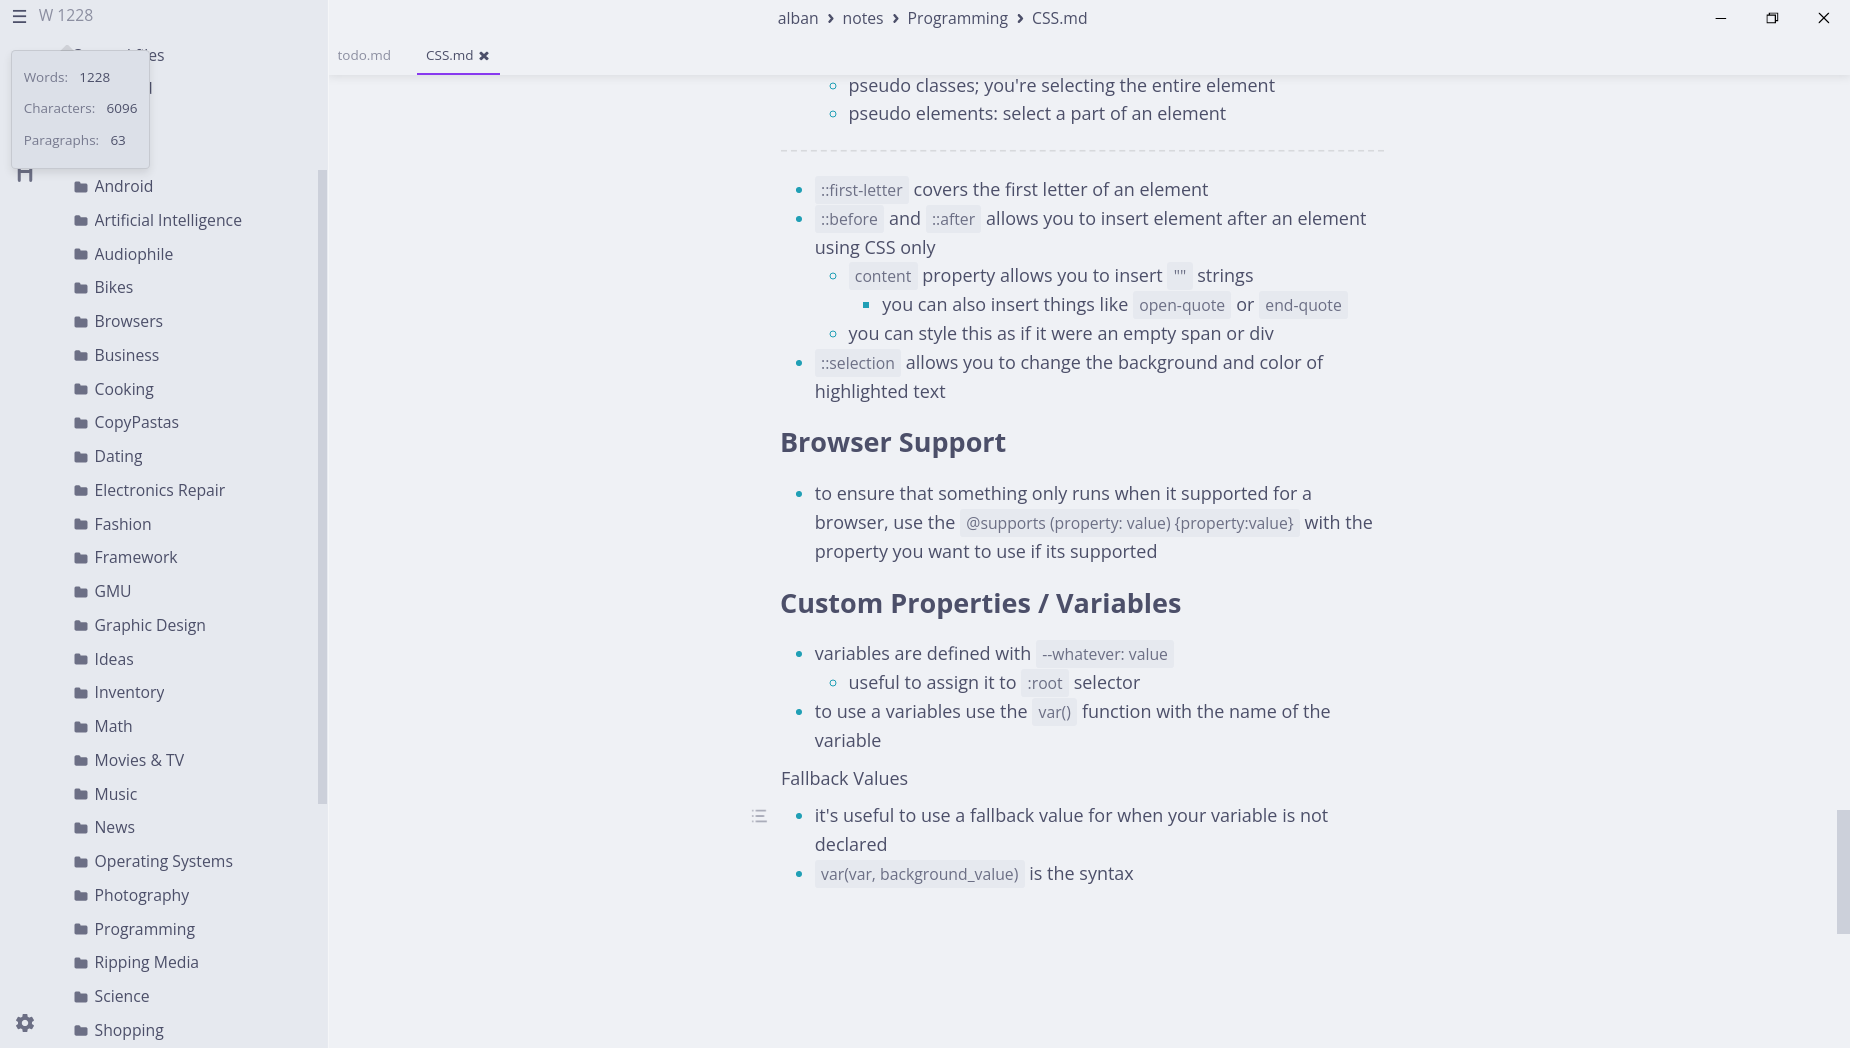 W 1228
alban › notes › Programming › CSS.md
todo.md
CSS.md
Words: 1228
Characters: 6096
Paragraphs: 63
Android
Artificial Intelligence
Audiophile
Bikes
Browsers
Business
Cooking
CopyPastas
Dating
Electronics Repair
Fashion
Framework
GMU
Graphic Design
Ideas
Inventory
Math
Movies & TV
Music
News
Operating Systems
Photography
Programming
Ripping Media
Science
Shopping
pseudo classes; you're selecting the entire element
pseudo elements: select a part of an element
::first-letter covers the first letter of an element
::before and ::after allows you to insert element after an element
using CSS only
content property allows you to insert "" strings
you can also insert things like open-quote or end-quote
you can style this as if it were an empty span or div
::selection allows you to change the background and color of
highlighted text
Browser Support
to ensure that something only runs when it supported for a
browser, use the @supports (property: value) {property:value} with the
property you want to use if its supported
Custom Properties / Variables
variables are defined with --whatever: value
useful to assign it to :root selector
to use a variables use the var() function with the name of the
variable
Fallback Values
it's useful to use a fallback value for when your variable is not
declared
var(var, background_value) is the syntax